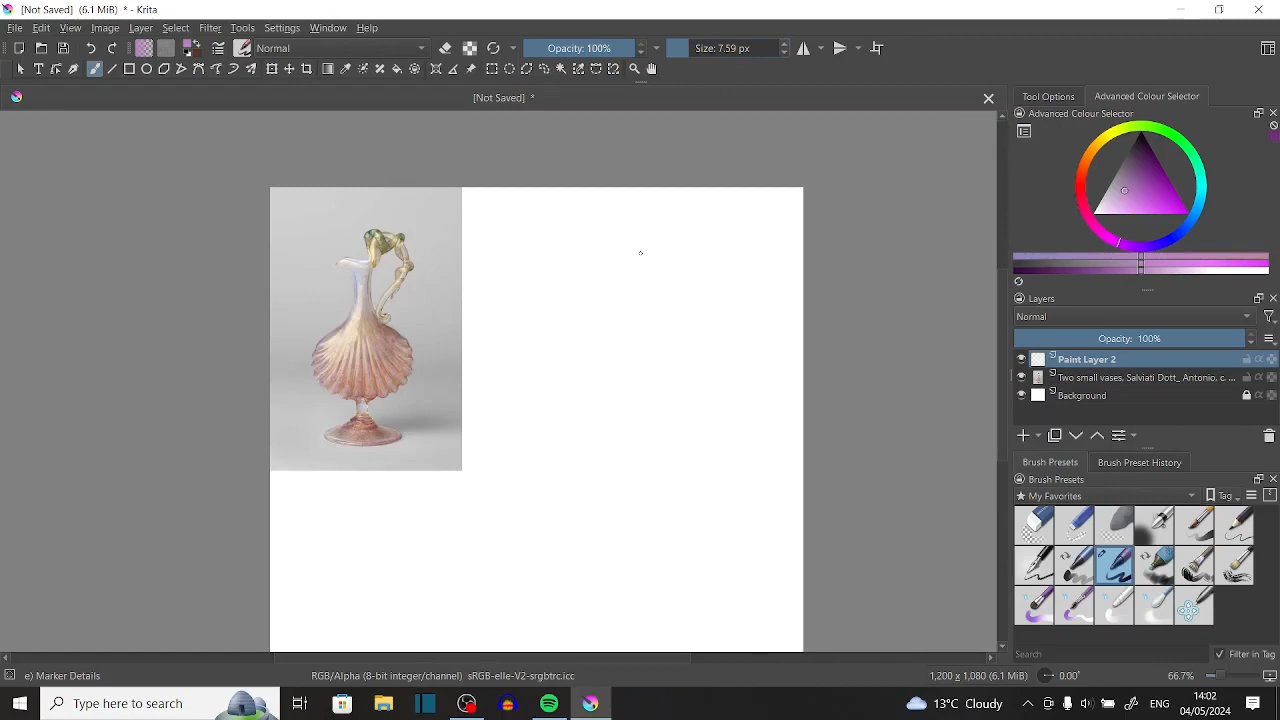 [Not Saved]  (6.1 MiB)  * - Krita
File Edit View Image Layer Select Filter Tools Settings Window Help
Normal Opacity: 100% Size: 7.59 px
[Not Saved]  *
Tool Options Advanced Colour Selector
Advanced Colour Selector
Layers
Normal
Opacity:  100%
Paint Layer 2
Two small vases, Salviati Dott_ Antonio, c. ...
Background
Brush Presets Brush Preset History
Brush Presets
My Favorites Tag
Search Filter in Tag
e) Marker Details RGB/Alpha (8-bit integer/channel)  sRGB-elle-V2-srgbtrc.icc 1,200 x 1,080 (6.1 MiB) 0.00° 66.7%
Type here to search 13°C Cloudy ENG 14:02
04/05/2024